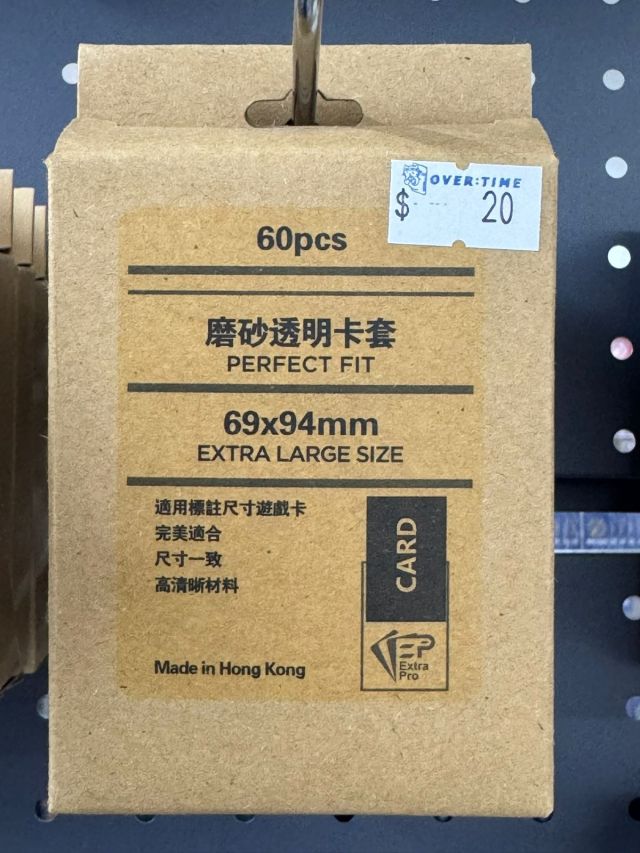 OVER:TIME
$ 20
60pcs
磨砂透明卡套
PERFECT FIT
69x94mm
EXTRA LARGE SIZE
適用標註尺寸遊戲卡
完美適合
尺寸一致
高清晰材料
CARD
EP
Extra
Pro
Made in Hong Kong